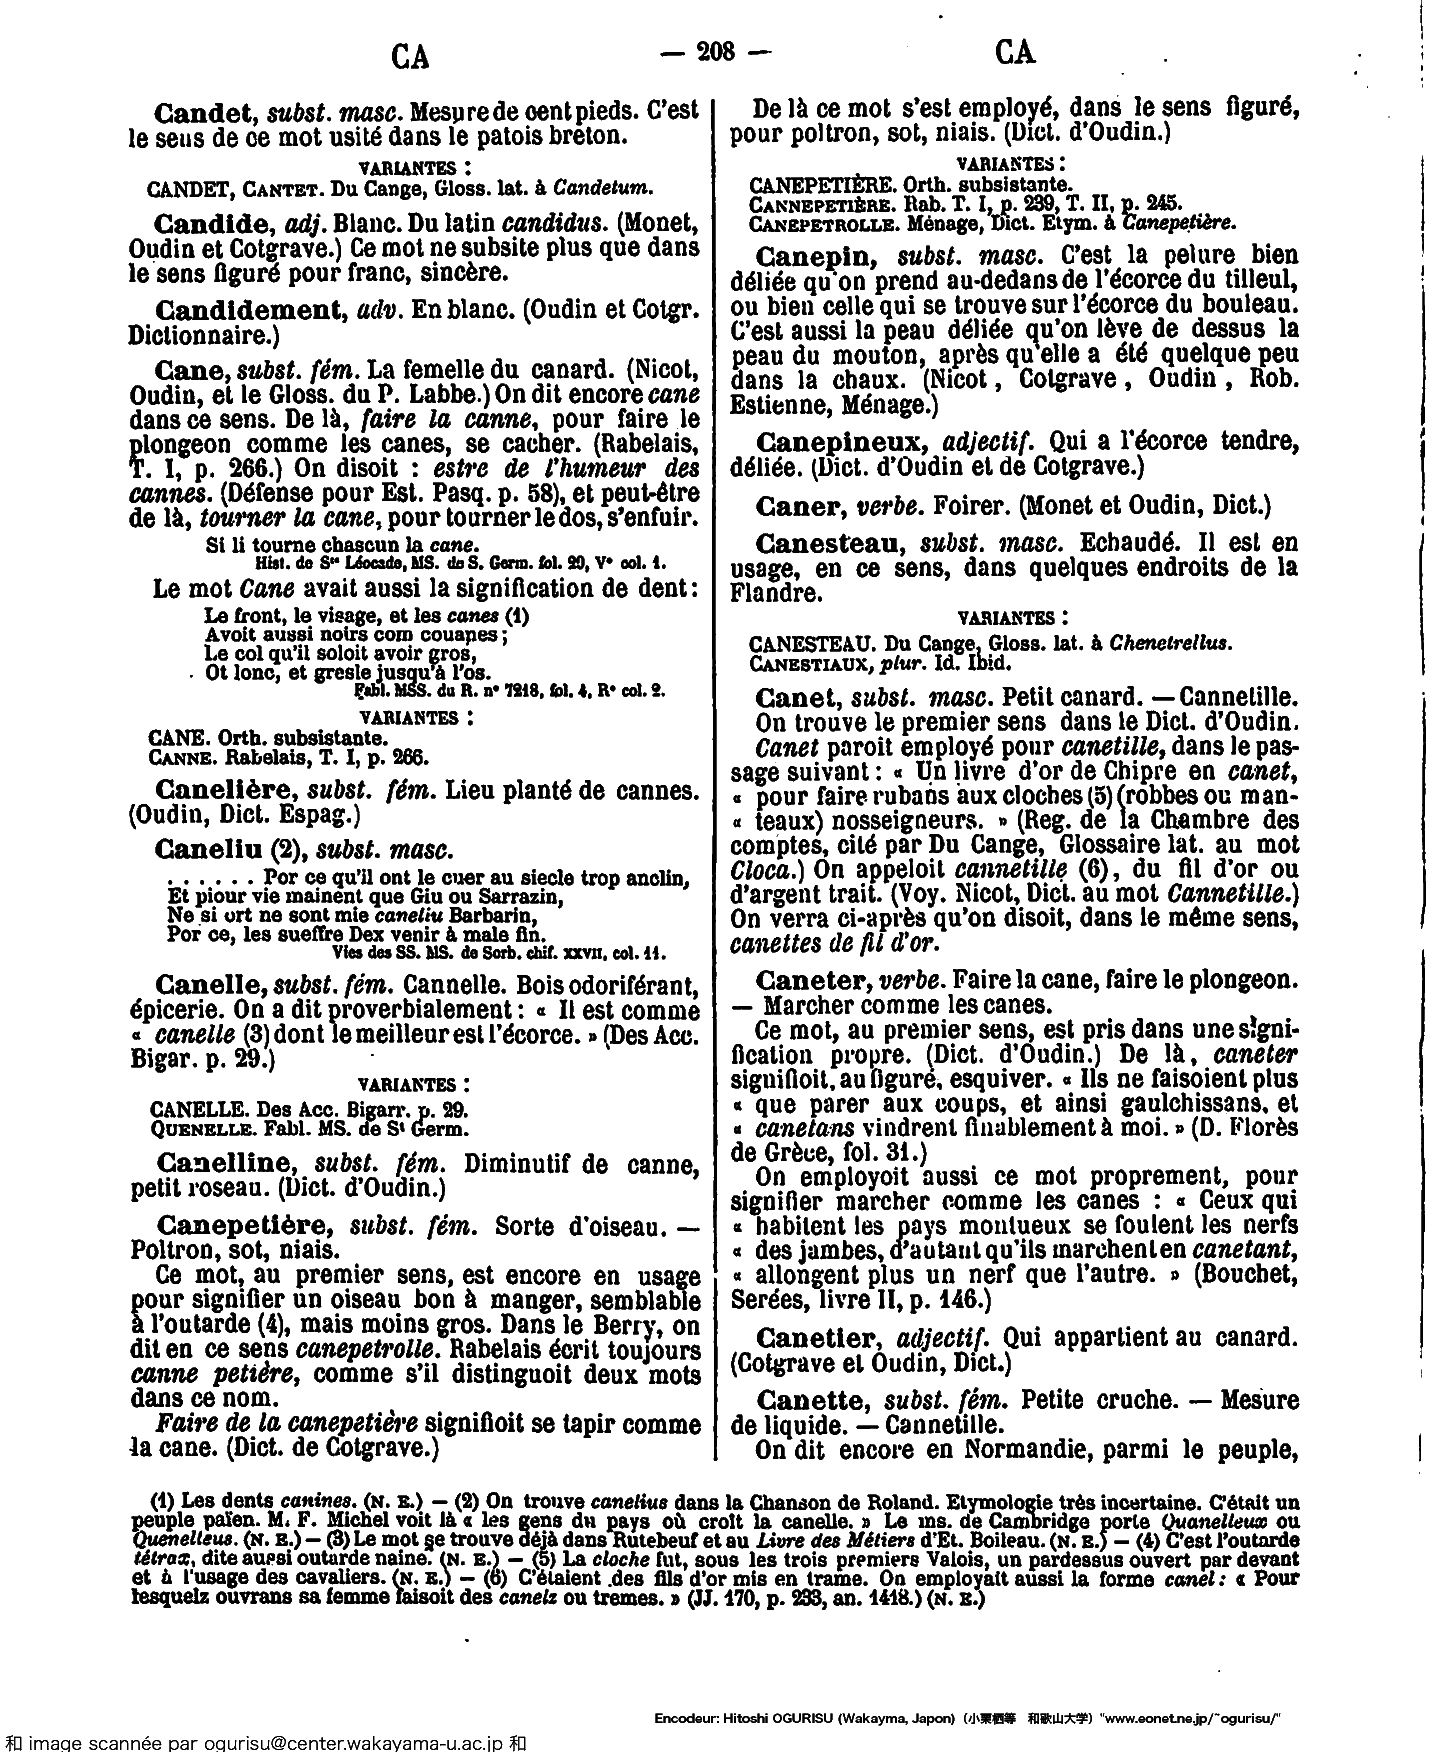 CA — 208 — CA
Candet, subst. masc. Mesure de cent pieds. C'est
le sens de ce mot usité dans le patois breton.
VARIANTES :
CANDET, CANTET. Du Cange, Gloss. lat. à Candetum.
Candide, adj. Blanc. Du latin candidus. (Monet,
Oudin et Cotgrave.) Ce mot ne subsite plus que dans
le sens figuré pour franc, sincère.
Candidement, adv. En blanc. (Oudin et Cotgr.
Dictionnaire.)
Cane, subst. fém. La femelle du canard. (Nicot,
Oudin, et le Gloss. du P. Labbe.) On dit encore cane
dans ce sens. De là, faire la canne, pour faire le
plongeon comme les canes, se cacher. (Rabelais,
T. I, p. 266.) On disoit : estre de l'humeur des
cannes. (Défense pour Est. Pasq. p. 58), et peut-être
de là, tourner la cane, pour tourner le dos, s'enfuir.
Si li tourne chascun la cane.
Hist. de Ste Léocade, MS. de S. Germ. fol. 29, V° col. 1.
Le mot Cane avait aussi la signification de dent :
Le front, le visage, et les canes (1)
Avoit aussi noirs com couapes ;
Le col qu'il soloit avoir gros,
Ot lonc, et gresle jusqu'à l'os.
Fabl. MSS. du R. n° 7218, fol. 4, R° col. 2.
VARIANTES :
CANE. Orth. subsistante.
CANNE. Rabelais, T. I, p. 266.
Canelière, subst. fém. Lieu planté de cannes.
(Oudin, Dict. Espag.)
Caneliu (2), subst. masc.
. . . . . . Por ce qu'il ont le cuer au siecle trop anclin,
Et piour vie mainent que Giu ou Sarrazin,
Ne si ort ne sont mie caneliu Barbarin,
Por ce, les sueffre Dex venir à male fin.
Vies des SS. MS. de Sorb. chif. XXVII, col. 11.
Canelle, subst. fém. Cannelle. Bois odoriférant,
épicerie. On a dit proverbialement : « Il est comme
« canelle (3) dont le meilleur est l'écorce. » (Des Acc.
Bigar. p. 29.)
VARIANTES :
CANELLE. Des Acc. Bigarr. p. 29.
QUENELLE. Fabl. MS. de St Germ.
Canelline, subst. fém. Diminutif de canne,
petit roseau. (Dict. d'Oudin.)
Canepetière, subst. fém. Sorte d'oiseau. —
Poltron, sot, niais.
Ce mot, au premier sens, est encore en usage
pour signifier un oiseau bon à manger, semblable
à l'outarde (4), mais moins gros. Dans le Berry, on
dit en ce sens canepetrolle. Rabelais écrit toujours
canne petière, comme s'il distinguoit deux mots
dans ce nom.
Faire de la canepetière signifioit se tapir comme
la cane. (Dict. de Cotgrave.)
De là ce mot s'est employé, dans le sens figuré,
pour poltron, sot, niais. (Dict. d'Oudin.)
VARIANTES :
CANEPETIÈRE. Orth. subsistante.
CANNEPETIÈRE. Rab. T. I, p. 239, T. II, p. 245.
CANEPETROLLE. Ménage, Dict. Etym. à Canepetière.
Canepin, subst. masc. C'est la pelure bien
déliée qu'on prend au-dedans de l'écorce du tilleul,
ou bien celle qui se trouve sur l'écorce du bouleau.
C'est aussi la peau déliée qu'on lève de dessus la
peau du mouton, après qu'elle a été quelque peu
dans la chaux. (Nicot, Cotgrave, Oudin, Rob.
Estienne, Ménage.)
Canepineux, adjectif. Qui a l'écorce tendre,
déliée. (Dict. d'Oudin et de Cotgrave.)
Caner, verbe. Foirer. (Monet et Oudin, Dict.)
Canesteau, subst. masc. Echaudé. Il est en
usage, en ce sens, dans quelques endroits de la
Flandre.
VARIANTES :
CANESTEAU. Du Cange, Gloss. lat. à Chenetrellus.
CANESTIAUX, plur. Id. Ibid.
Canet, subst. masc. Petit canard. — Cannetille.
On trouve le premier sens dans le Dict. d'Oudin.
Canet paroit employé pour canetille, dans le pas-
sage suivant : « Un livre d'or de Chipre en canet,
« pour faire rubans aux cloches (5) (robbes ou man-
« teaux) nosseigneurs. » (Reg. de la Chambre des
comptes, cité par Du Cange, Glossaire lat. au mot
Cloca.) On appeloit cannetille (6), du fil d'or ou
d'argent trait. (Voy. Nicot, Dict. au mot Cannetille.)
On verra ci-après qu'on disoit, dans le même sens,
canettes de fil d'or.
Caneter, verbe. Faire la cane, faire le plongeon.
— Marcher comme les canes.
Ce mot, au premier sens, est pris dans une signi-
fication propre. (Dict. d'Oudin.) De là, caneter
signifioit, au figuré, esquiver. « Ils ne faisoient plus
« que parer aux coups, et ainsi gaulchissans, et
« canetans vindrent finablement à moi. » (D. Florès
de Grèce, fol. 31.)
On employoit aussi ce mot proprement, pour
signifier marcher comme les canes : « Ceux qui
« habitent les pays montueux se foulent les nerfs
« des jambes, d'autant qu'ils marchent en canetant,
« allongent plus un nerf que l'autre. » (Bouchet,
Serées, livre II, p. 146.)
Canetier, adjectif. Qui appartient au canard.
(Cotgrave et Oudin, Dict.)
Canette, subst. fém. Petite cruche. — Mesure
de liquide. — Cannetille.
On dit encore en Normandie, parmi le peuple,
(1) Les dents canines. (N. E.) — (2) On trouve canelius dans la Chanson de Roland. Etymologie très incertaine. C'était un
peuple païen. M. F. Michel voit là « les gens du pays où croît la canelle. » Le ms. de Cambridge porte Quanelleux ou
Quenelleus. (N. E.) — (3) Le mot se trouve déjà dans Rutebeuf et au Livre des Métiers d'Et. Boileau. (N. E.) — (4) C'est l'outarde
tétrax, dite aussi outarde naine. (N. E.) — (5) La cloche fut, sous les trois premiers Valois, un pardessus ouvert par devant
et à l'usage des cavaliers. (N. E.) — (6) C'étaient des fils d'or mis en trame. On employait aussi la forme canel : « Pour
lesquelz ouvrans sa femme faisoit des canelz ou tremes. » (JJ. 170, p. 233, an. 1418.) (N. E.)
Encodeur: Hitoshi OGURISU (Wakayma, Japon) (小栗栖等 和歌山大学) "www.eonet.ne.jp/~ogurisu/"
和 image scannée par ogurisu@center.wakayama-u.ac.jp 和